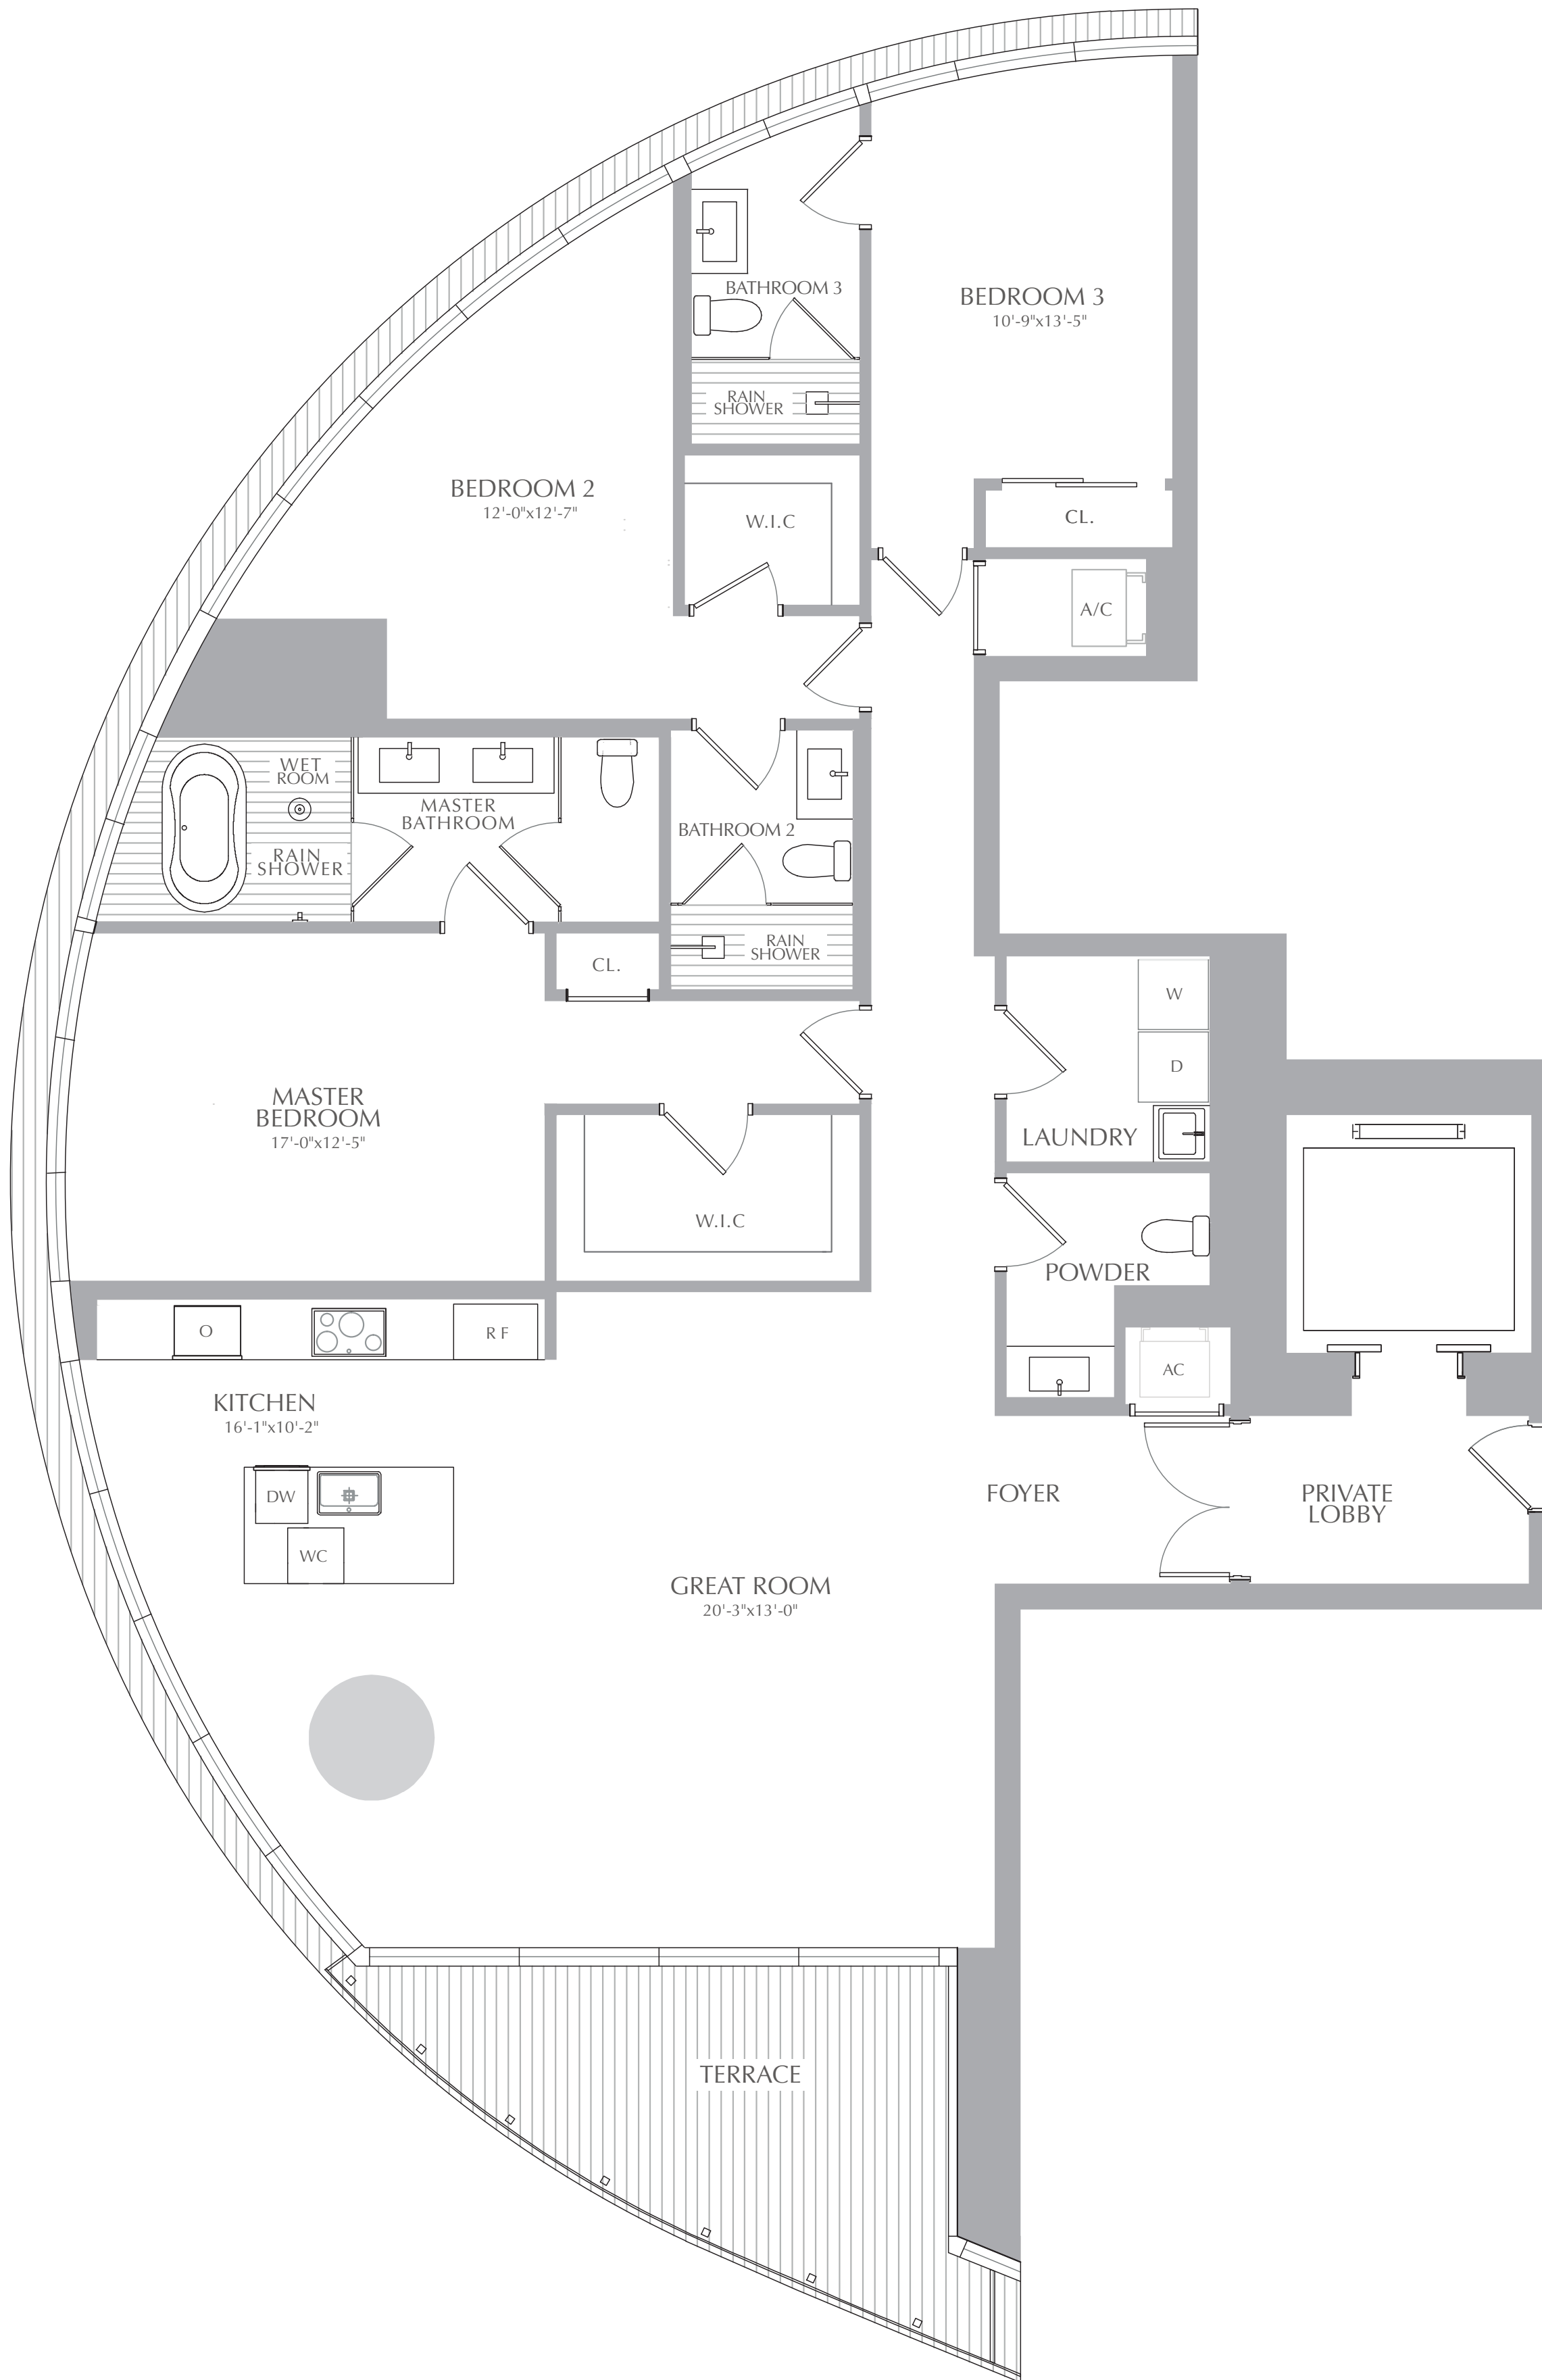 BATHROOM 3
BEDROOM 3
10'-9"x13'-5"
RAIN
SHOWER
BEDROOM 2
12'-0"x12'-7"
W.I.C
CL.
A/C
WET
ROOM
MASTER
BATHROOM
BATHROOM 2
RAIN
SHOWER
RAIN
SHOWER
CL.
W
D
MASTER
BEDROOM
17'-0"x12'-5"
LAUNDRY
W.I.C
POWDER
O
R F
AC
KITCHEN
16'-1"x10'-2"
DW
WC
FOYER
PRIVATE
LOBBY
GREAT ROOM
20'-3"x13'-0"
TERRACE